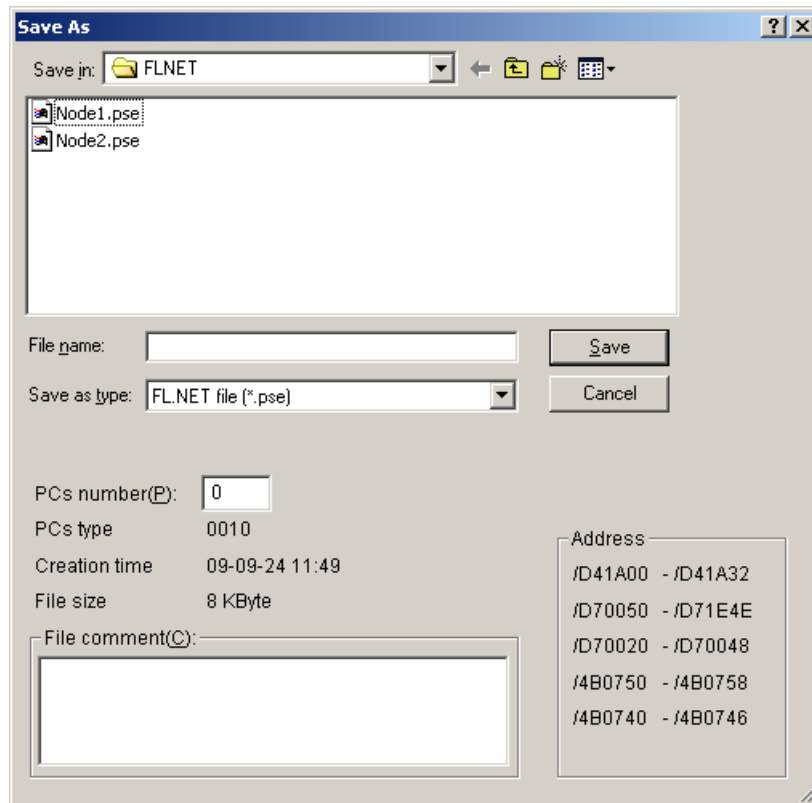 Save As
Save in: FLNET
Node1.pse
Node2.pse
File name:
Save
Save as type: FL.NET file (*.pse)
Cancel
PCs number(P): 0
PCs type 0010
Creation time 09-09-24 11:49
File size 8 KByte
File comment(C):
Address
/D41A00 - /D41A32
/D70050 - /D71E4E
/D70020 - /D70048
/4B0750 - /4B0758
/4B0740 - /4B0746